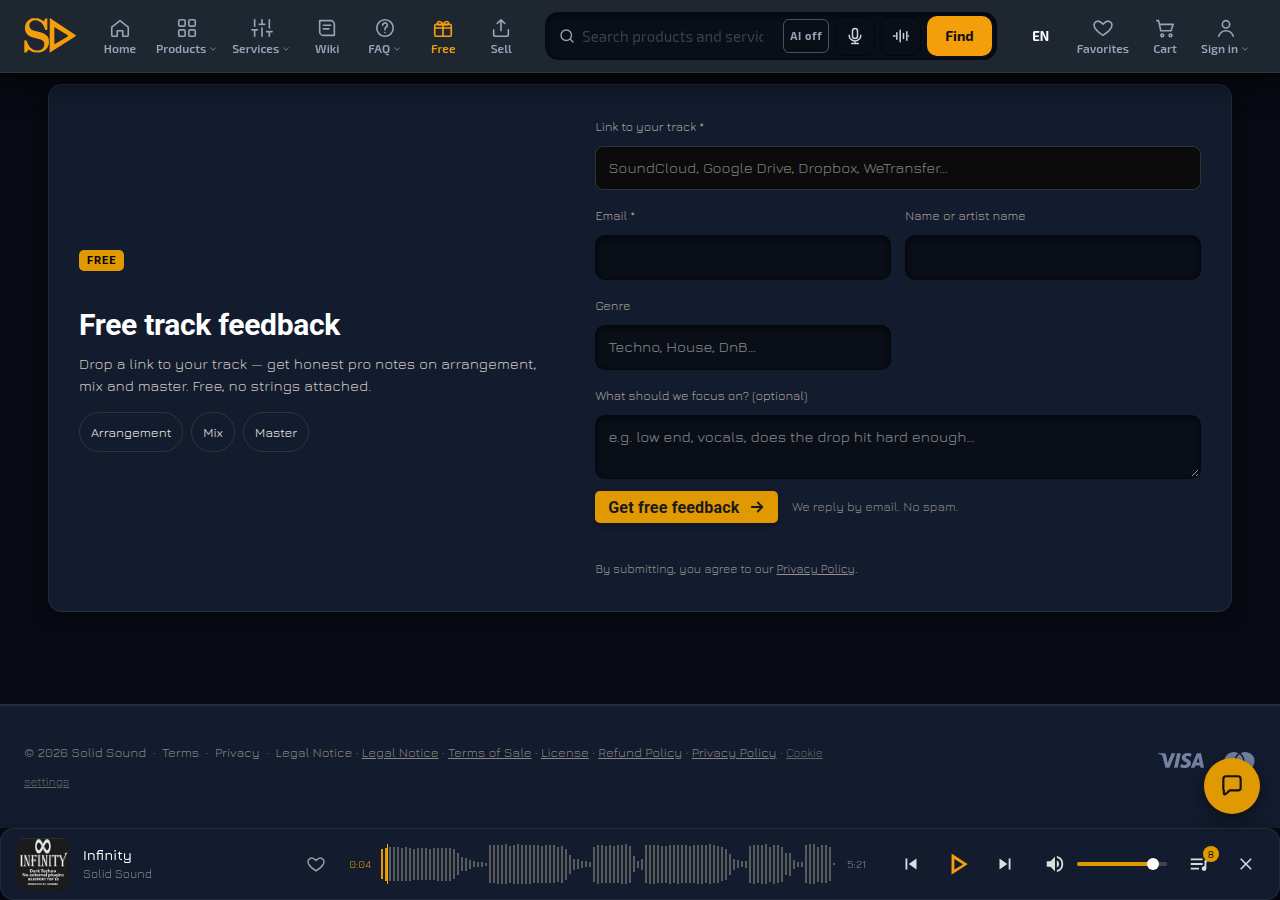 SD
Home
Products
Services
Wiki
FAQ
Free
Sell
Search products and servic
AI off
Find
EN
Favorites
Cart
Sign in
FREE
Free track feedback
Drop a link to your track — get honest pro notes on arrangement,
mix and master. Free, no strings attached.
Arrangement
Mix
Master
Link to your track *
SoundCloud, Google Drive, Dropbox, WeTransfer...
Email *
Name or artist name
Genre
Techno, House, DnB...
What should we focus on? (optional)
e.g. low end, vocals, does the drop hit hard enough...
Get free feedback →
We reply by email. No spam.
By submitting, you agree to our Privacy Policy.
© 2026 Solid Sound · Terms · Privacy · Legal Notice · Legal Notice · Terms of Sale · License · Refund Policy · Privacy Policy · Cookie
settings
VISA
INFINITY
Infinity
Solid Sound
0:04
5:21
8